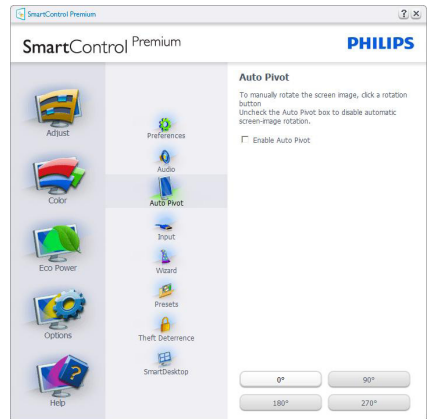 SmartControl Premium
SmartControl Premium
PHILIPS
Adjust
Color
Eco Power
Options
Help
Preferences
Audio
Auto Pivot
Input
Wizard
Presets
Theft Deterrence
SmartDesktop
Auto Pivot
To manually rotate the screen image, click a rotation
button
Uncheck the Auto Pivot box to disable automatic
screen-image rotation.
Enable Auto Pivot
0° 90°
180° 270°